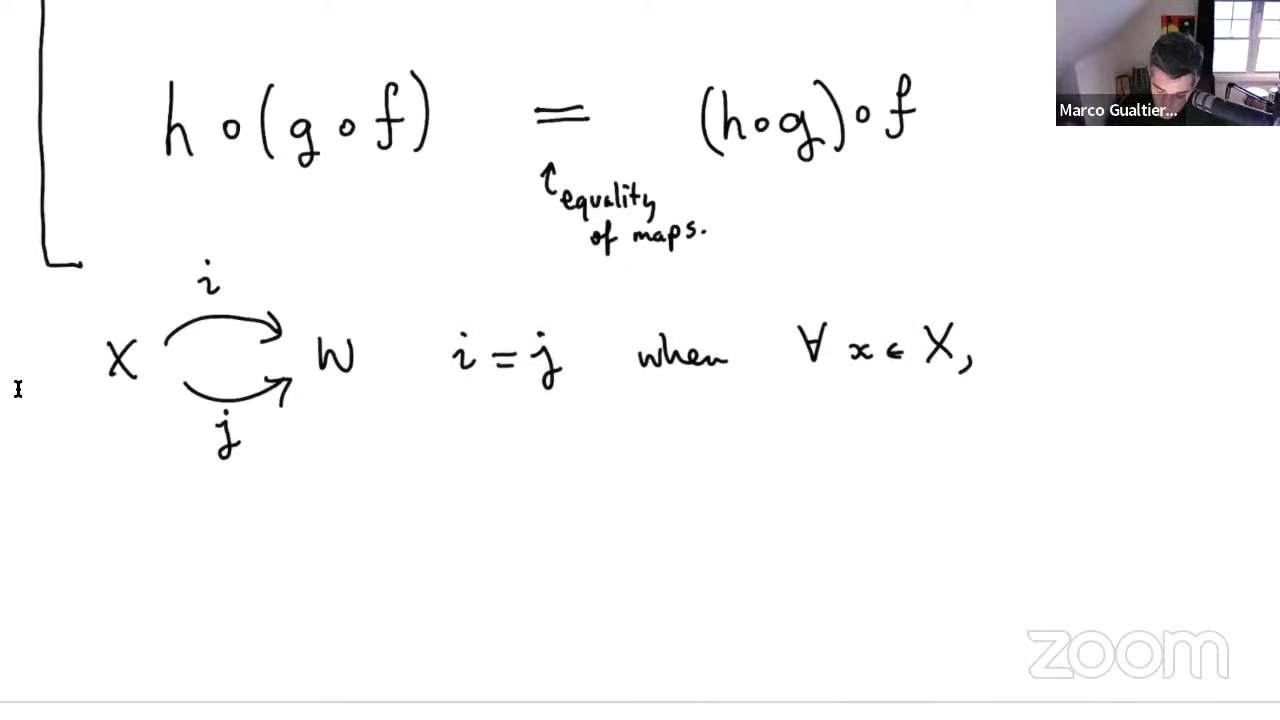 h ∘ (g ∘ f) = (h ∘ g) ∘ f
equality
of maps.
i
X W i = j when ∀ x ∈ X,
j
Marco Gualtier...
zoom